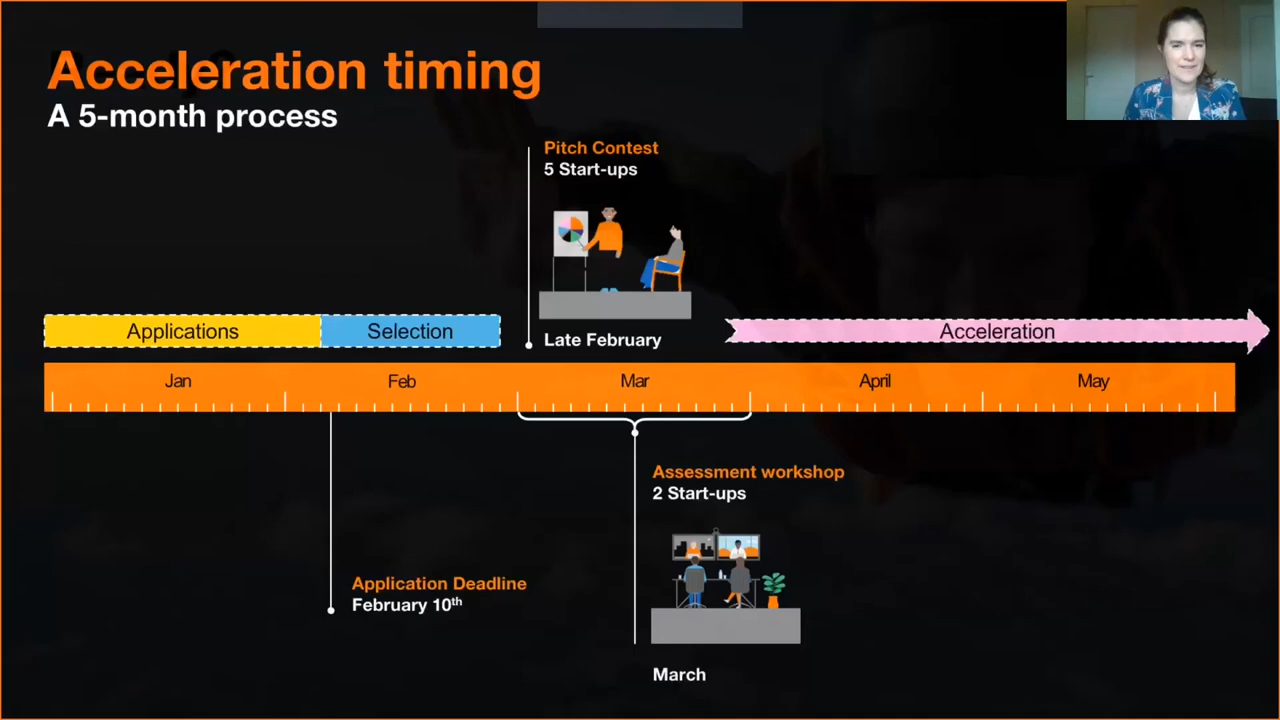 Acceleration timing
A 5-month process
Pitch Contest
5 Start-ups
Late February
Applications
Selection
Acceleration
Jan
Feb
Mar
April
May
Assessment workshop
2 Start-ups
March
Application Deadline
February 10th